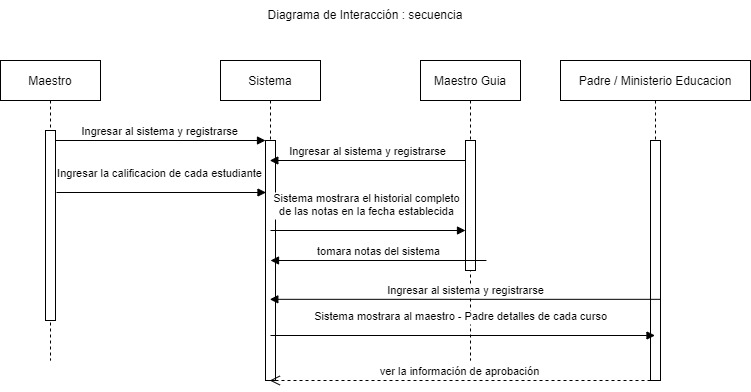 Diagrama de Interacción : secuencia
Maestro
Sistema
Maestro Guia
Padre / Ministerio Educacion
Ingresar al sistema y registrarse
Ingresar al sistema y registrarse
Ingresar la calificacion de cada estudiante
Sistema mostrara el historial completo
de las notas en la fecha establecida
tomara notas del sistema
Ingresar al sistema y registrarse
Sistema mostrara al maestro - Padre detalles de cada curso
ver la información de aprobación